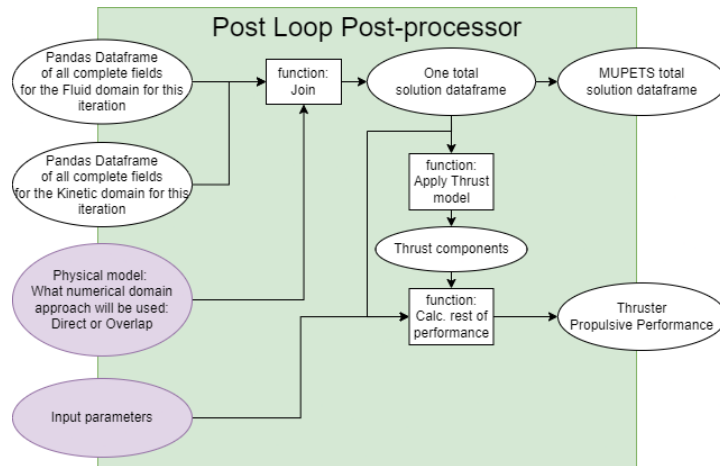 Post Loop Post-processor
Pandas Dataframe
of all complete fields
for the Fluid domain for this
iteration
function:
Join
One total
solution dataframe
MUPETS total
solution dataframe
Pandas Dataframe
of all complete fields
for the Kinetic domain for this
iteration
function:
Apply Thrust
model
Thrust components
Physical model:
What numerical domain
approach will be used:
Direct or Overlap
function:
Calc. rest of
performance
Thruster
Propulsive Performance
Input parameters